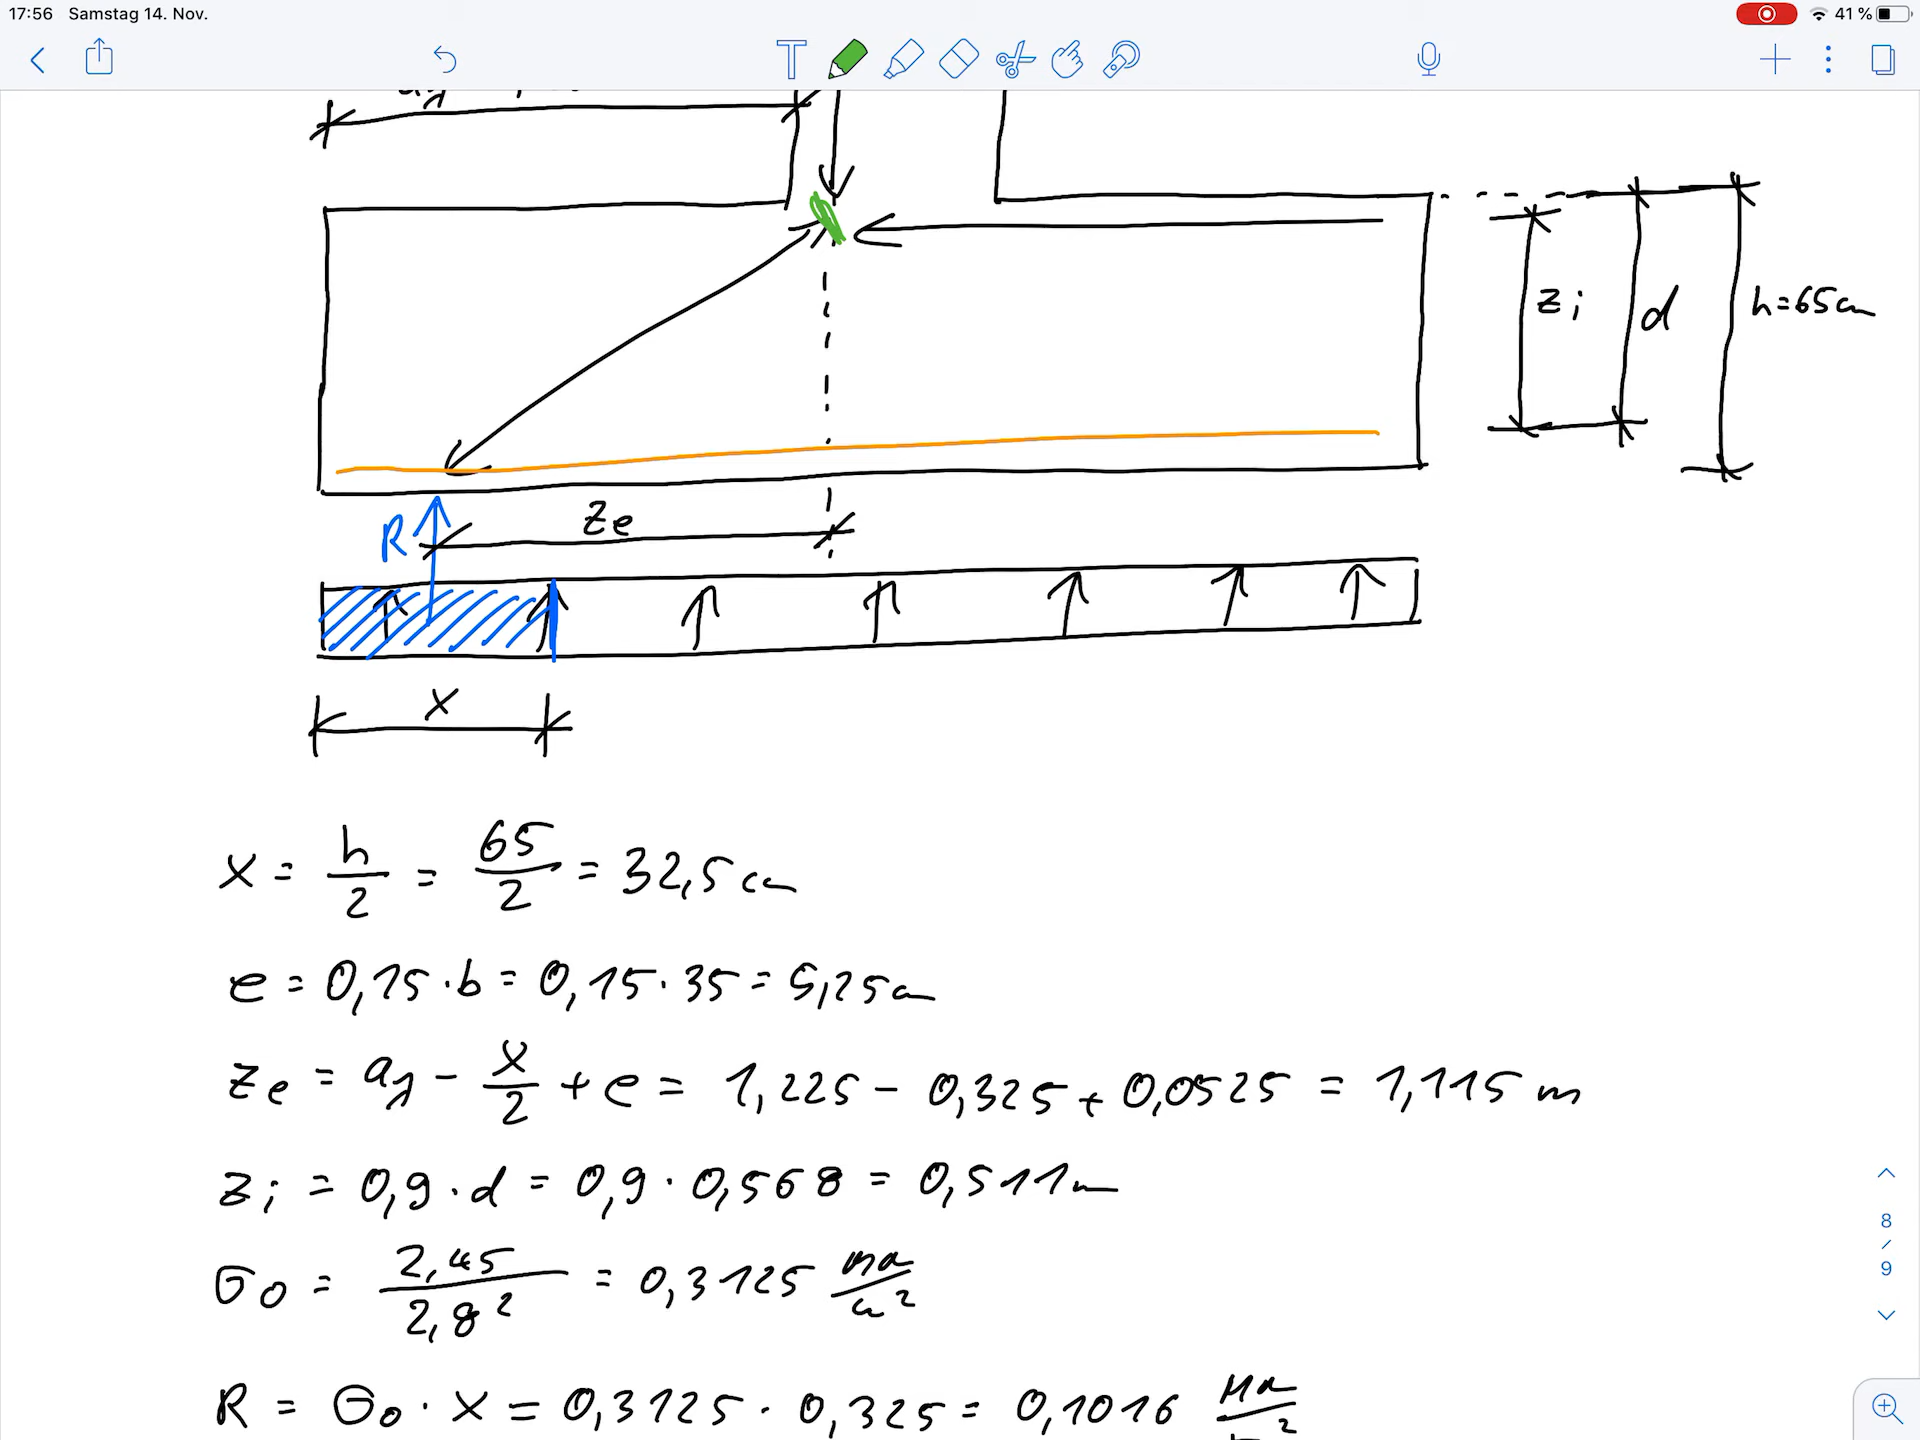 17:56 Samstag 14. Nov. 41 %
T
zi
d
h=65cm
R
ze
x
x = h/2 = 65/2 = 32,5 cm
e = 0,15 · b = 0,15 · 35 = 5,25 cm
ze = a1 - x/2 + e = 1,225 - 0,325 + 0,0525 = 1,115 m
zi = 0,9 · d = 0,9 · 0,568 = 0,511 m
σ0 = 2,45/2,8² = 0,3125 MN/m²
8
/
9
R = σ0 · x = 0,3125 · 0,325 = 0,1016